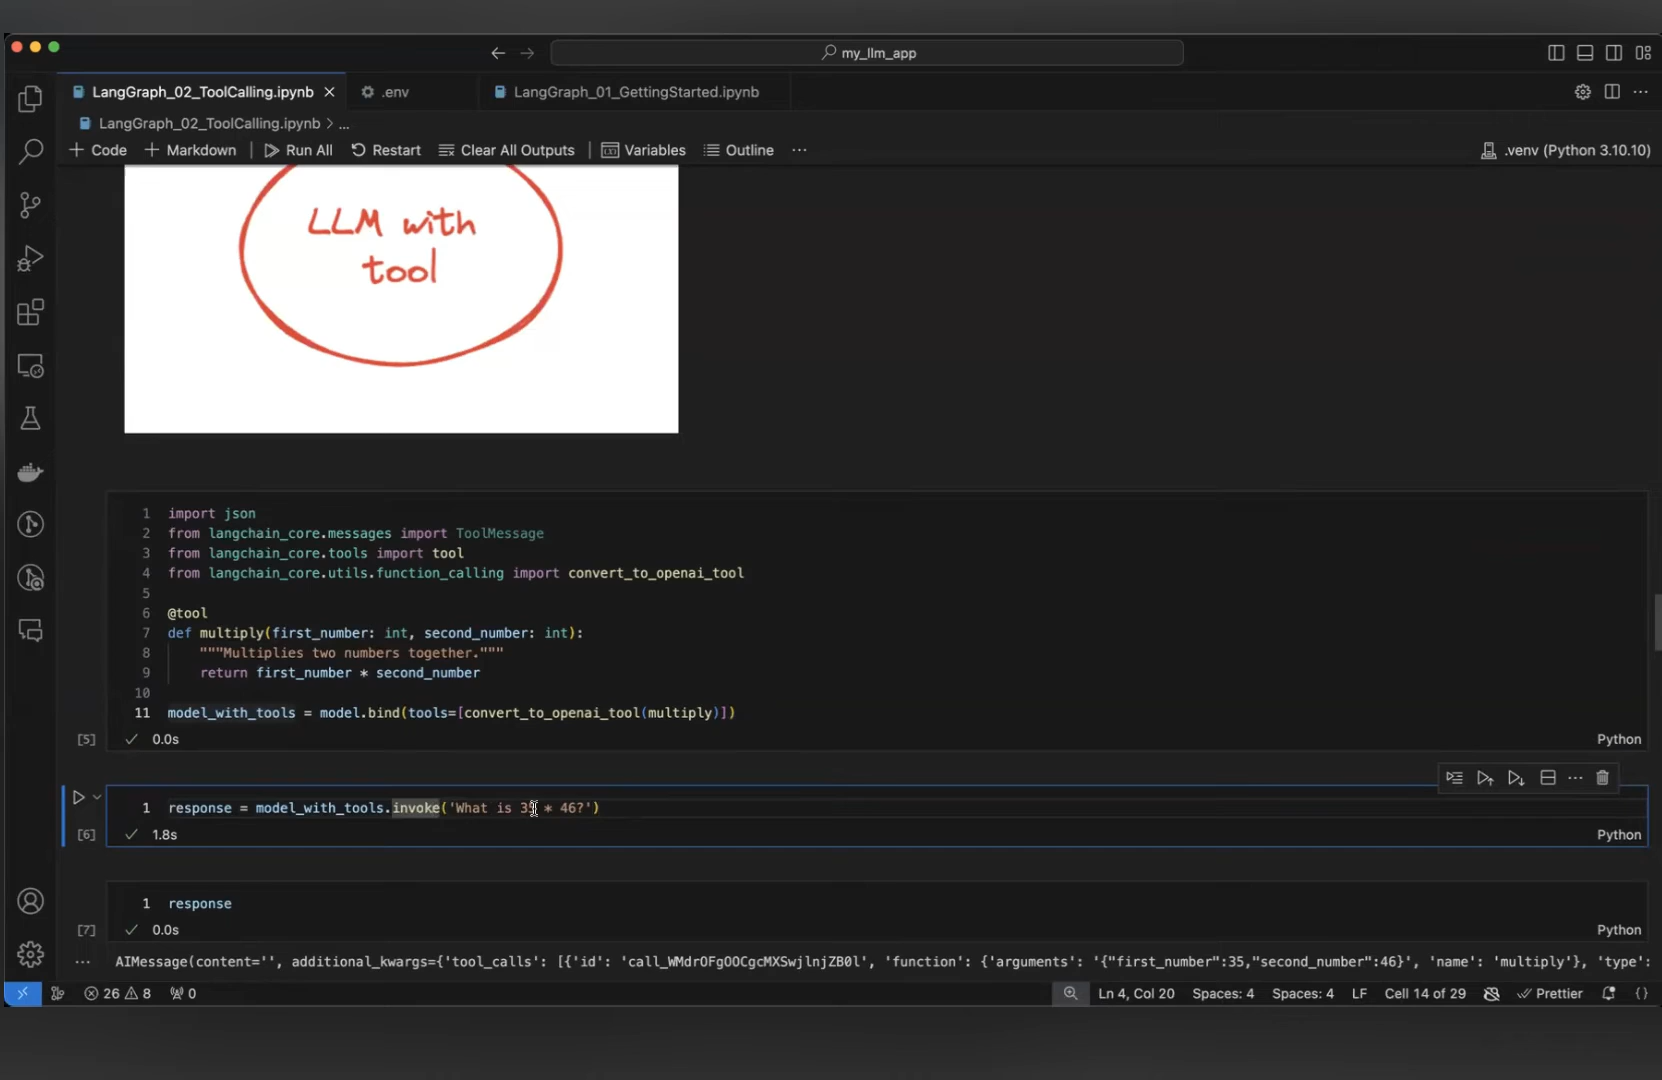 my_llm_app
LangGraph_02_ToolCalling.ipynb
.env
LangGraph_01_GettingStarted.ipynb
LangGraph_02_ToolCalling.ipynb > ...
+ Code + Markdown Run All Restart Clear All Outputs Variables Outline ...
.venv (Python 3.10.10)
LLM with
tool
1 import json
2 from langchain_core.messages import ToolMessage
3 from langchain_core.tools import tool
4 from langchain_core.utils.function_calling import convert_to_openai_tool
5
6 @tool
7 def multiply(first_number: int, second_number: int):
8 """Multiplies two numbers together."""
9 return first_number * second_number
10
11 model_with_tools = model.bind(tools=[convert_to_openai_tool(multiply)])
[5] 0.0s Python
1 response = model_with_tools.invoke('What is 35 * 46?')
[6] 1.8s Python
1 response
[7] 0.0s Python
... AIMessage(content='', additional_kwargs={'tool_calls': [{'id': 'call_WMdrOFgOOCgcMXSwjlnjZB0l', 'function': {'arguments': '{"first_number":35,"second_number":46}', 'name': 'multiply'}, 'type':
26 8 0 Ln 4, Col 20 Spaces: 4 Spaces: 4 LF Cell 14 of 29 Prettier